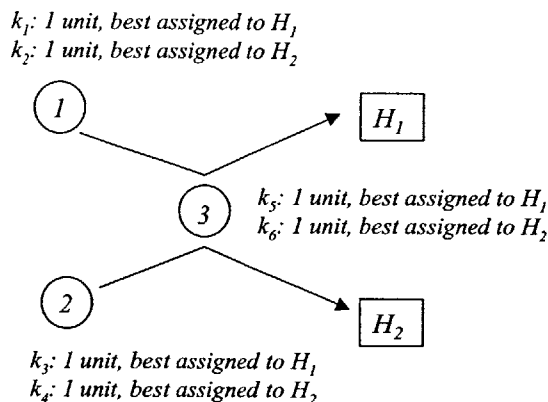 k₁: 1 unit, best assigned to H₁
k₂: 1 unit, best assigned to H₂
1
H₁
3
k₅: 1 unit, best assigned to H₁
k₆: 1 unit, best assigned to H₂
2
H₂
k₃: 1 unit, best assigned to H₁
k₄: 1 unit, best assigned to H₂